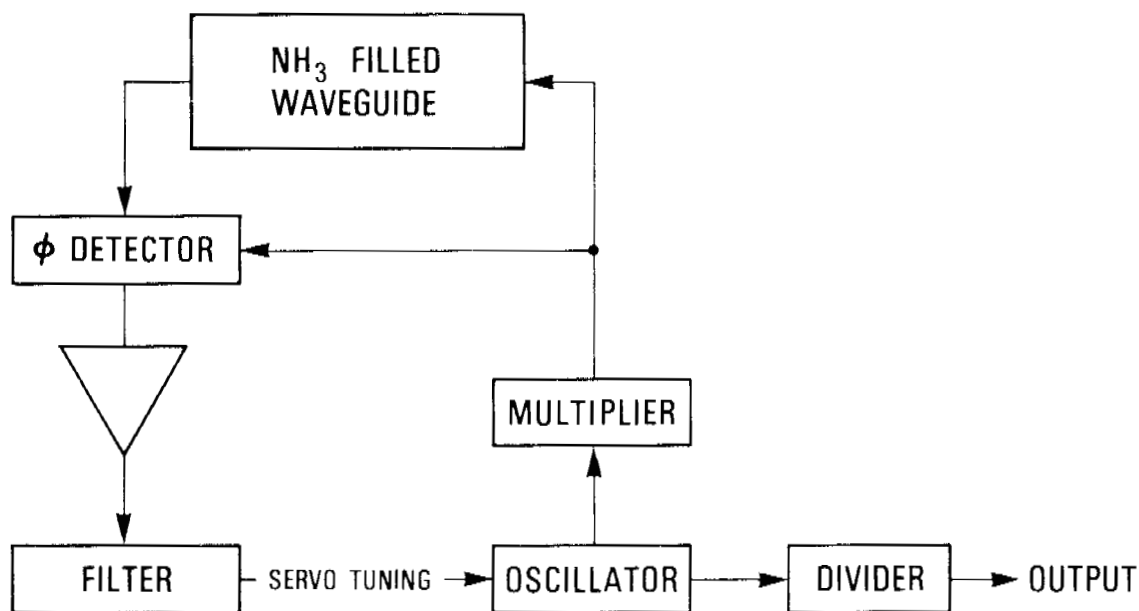 NH₃ FILLED
WAVEGUIDE
ϕ DETECTOR
MULTIPLIER
FILTER
SERVO TUNING
OSCILLATOR
DIVIDER
OUTPUT